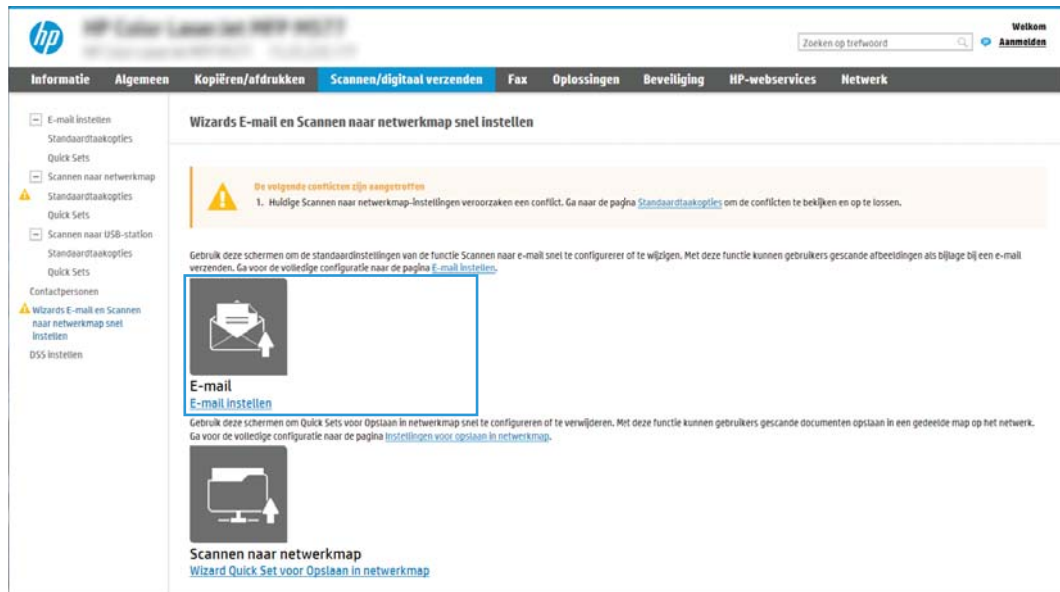 hp
Welkom
Zoeken op trefwoord
Aanmelden
Informatie Algemeen Kopiëren/afdrukken Scannen/digitaal verzenden Fax Oplossingen Beveiliging HP-webservices Netwerk
E-mail instellen
Standaardtaakopties
Quick Sets
Scannen naar netwerkmap
Standaardtaakopties
Quick Sets
Scannen naar USB-station
Standaardtaakopties
Quick Sets
Contactpersonen
Wizards E-mail en Scannen
naar netwerkmap snel
instellen
DSS instellen
Wizards E-mail en Scannen naar netwerkmap snel instellen
De volgende conflicten zijn aangetroffen
1. Huidige Scannen naar netwerkmap-instellingen veroorzaken een conflict. Ga naar de pagina Standaardtaakopties om de conflicten te bekijken en op te lossen.
Gebruik deze schermen om de standaardinstellingen van de functie Scannen naar e-mail snel te configureren of te wijzigen. Met deze functie kunnen gebruikers gescande afbeeldingen als bijlage bij een e-mail
verzenden. Ga voor de volledige configuratie naar de pagina E-mail instellen.
E-mail
E-mail instellen
Gebruik deze schermen om Quick Sets voor Opslaan in netwerkmap snel te configureren of te verwijderen. Met deze functie kunnen gebruikers gescande documenten opslaan in een gedeelde map op het netwerk.
Ga voor de volledige configuratie naar de pagina Instellingen voor opslaan in netwerkmap.
Scannen naar netwerkmap
Wizard Quick Set voor Opslaan in netwerkmap